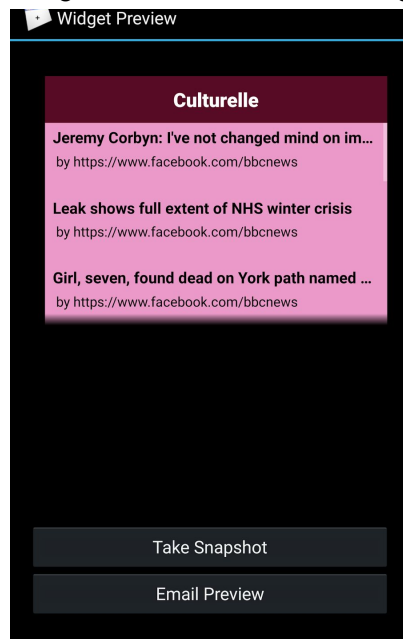 Widget Preview
Culturelle
Jeremy Corbyn: I've not changed mind on im...
by https://www.facebook.com/bbcnews
Leak shows full extent of NHS winter crisis
by https://www.facebook.com/bbcnews
Girl, seven, found dead on York path named ...
by https://www.facebook.com/bbcnews
Take Snapshot
Email Preview